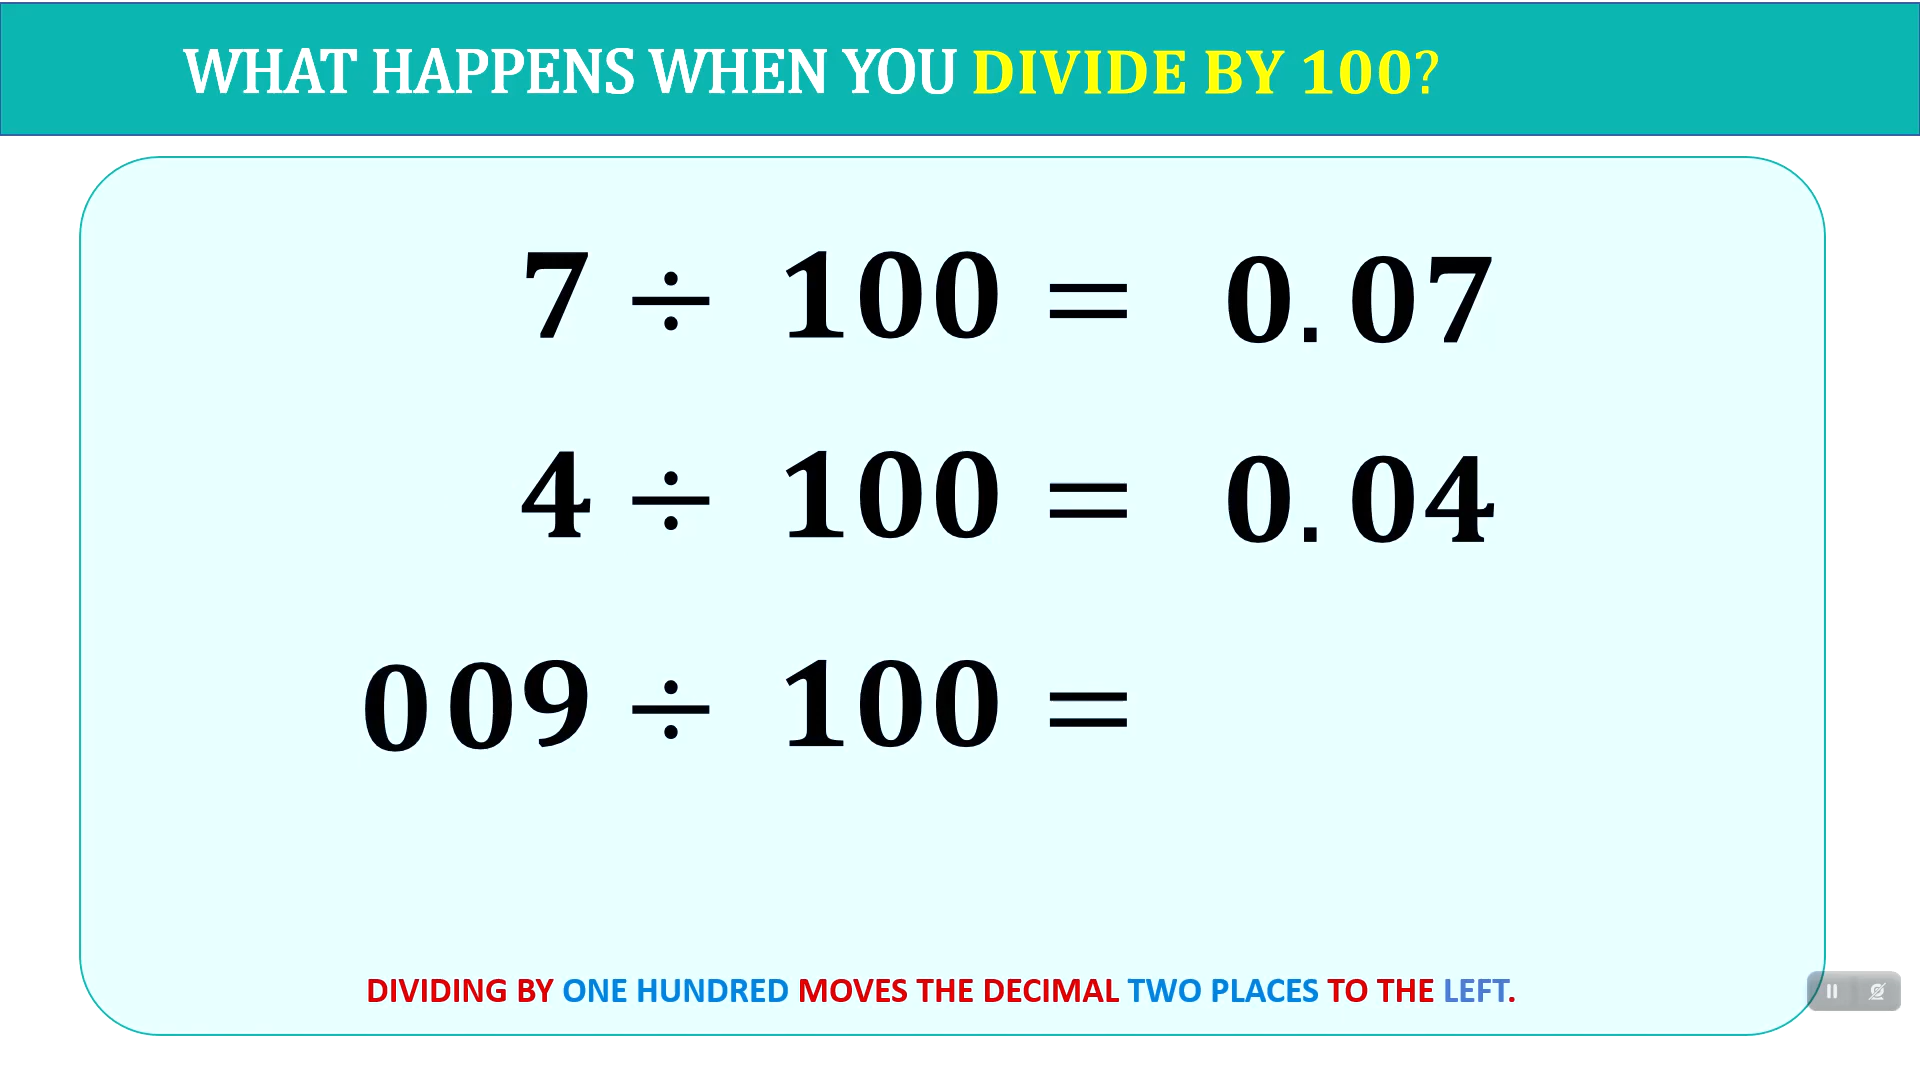 WHAT HAPPENS WHEN YOU DIVIDE BY 100?
7 ÷ 100 = 0.07
4 ÷ 100 = 0.04
009 ÷ 100 =
DIVIDING BY ONE HUNDRED MOVES THE DECIMAL TWO PLACES TO THE LEFT.